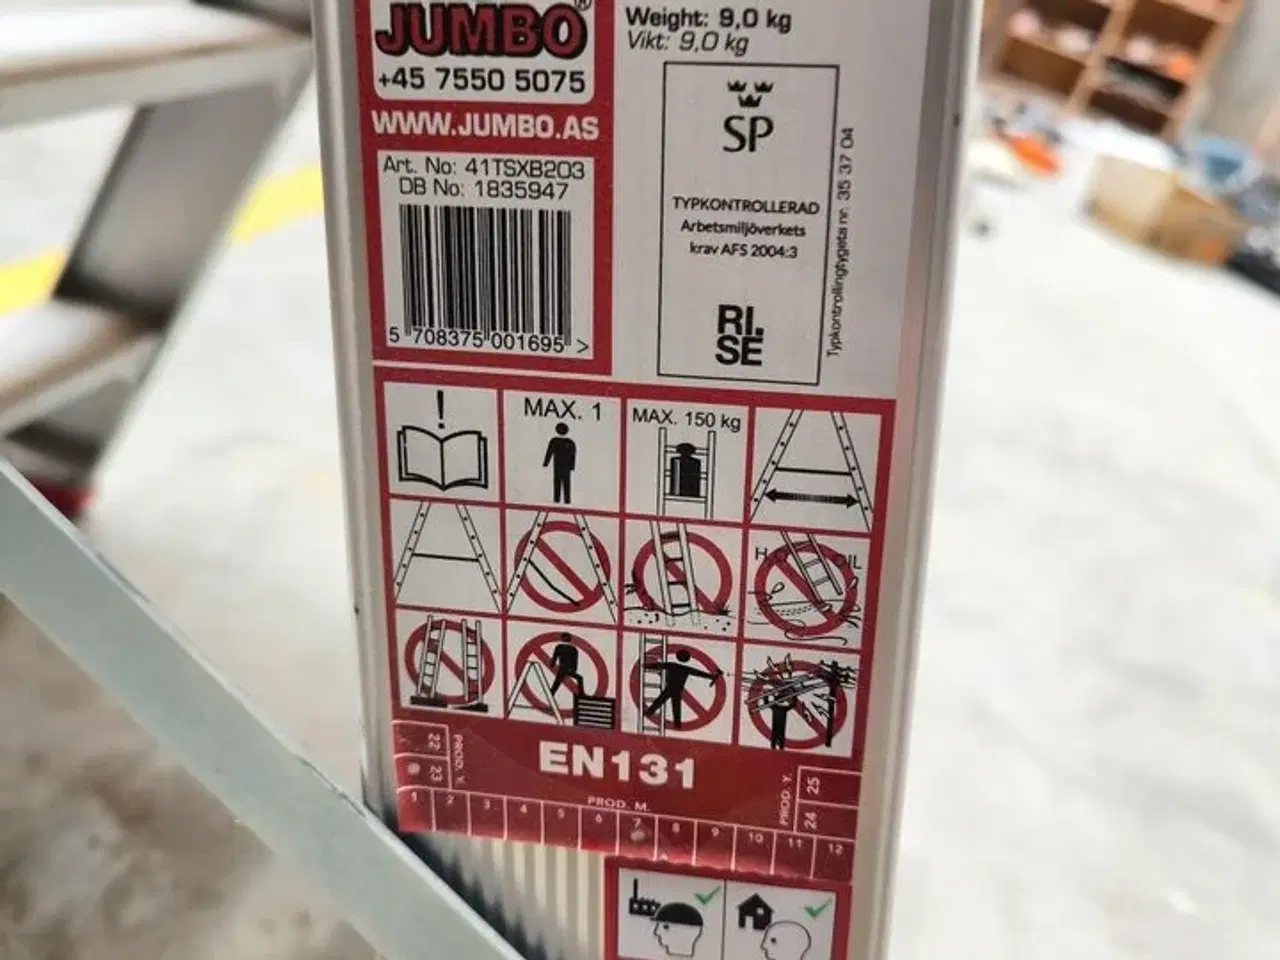 JUMBO®
+45 7550 5075
WWW.JUMBO.AS
Art. No: 41TSXB203
DB No: 1835947
5 708375 001695 >
Weight: 9,0 kg
Vikt: 9,0 kg
SP
TYPKONTROLLERAD
Arbetsmiljöverkets
krav AFS 2004:3
RI.
SE
Typkontrollintygets nr. 35 37 04
!
MAX. 1
MAX. 150 kg
H₂O
OIL
EN131
22
23
PROD. Y.
PROD. M.
PROD. Y.
24
25
1 2 3 4 5 6 7 8 9 10 11 12